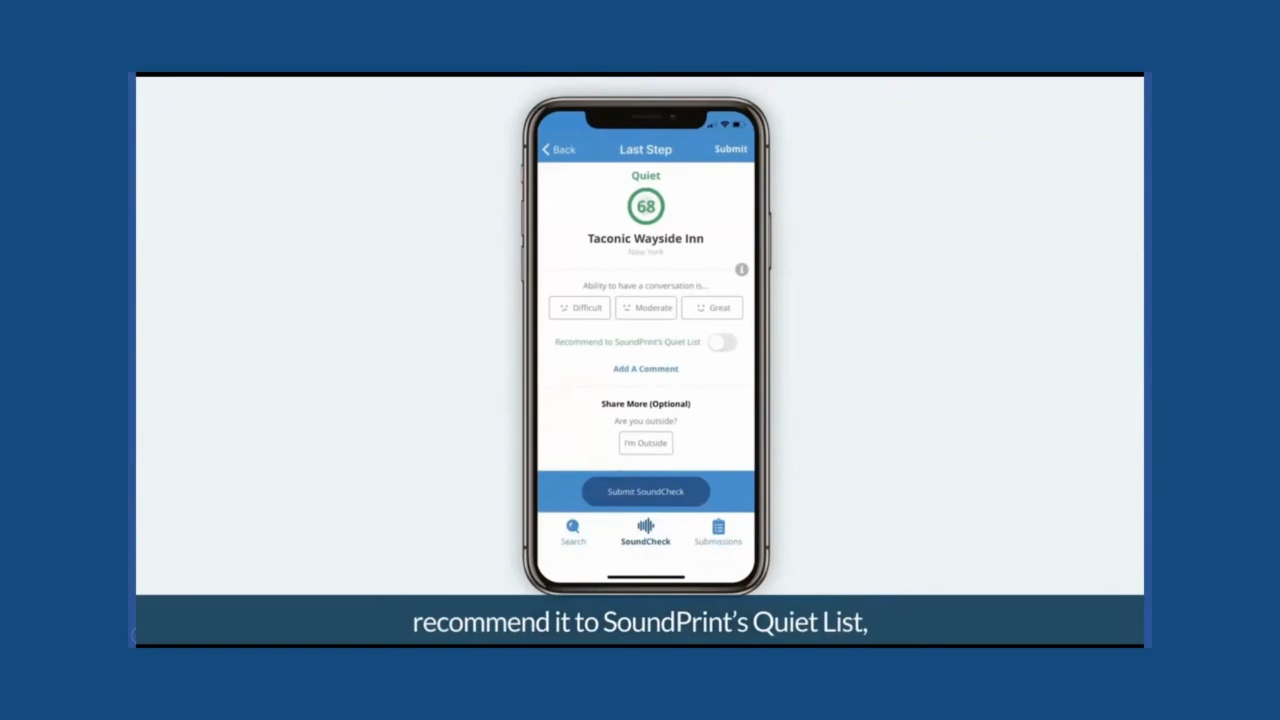 Back Last Step Submit
Quiet
68
Taconic Wayside Inn
New York
Ability to have a conversation is...
Difficult Moderate Great
Recommend to SoundPrint's Quiet List
Add A Comment
Share More (Optional)
Are you outside?
I'm Outside
Submit SoundCheck
Search SoundCheck Submissions
recommend it to SoundPrint's Quiet List,